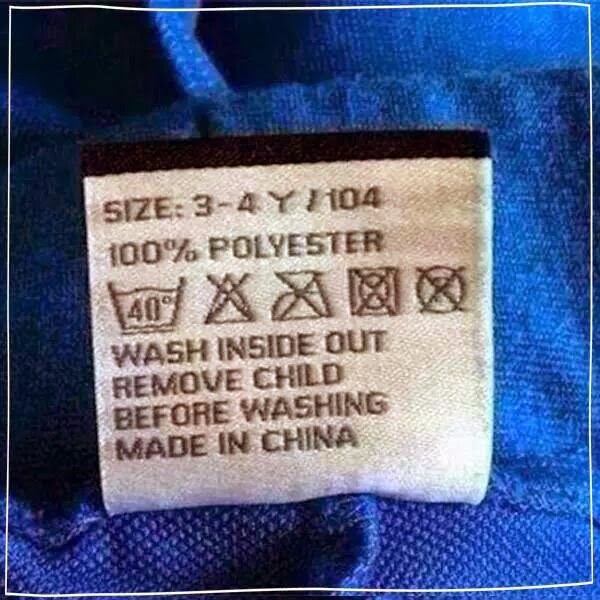 SIZE: 3-4 Y / 104
100% POLYESTER
40°
WASH INSIDE OUT
REMOVE CHILD
BEFORE WASHING
MADE IN CHINA